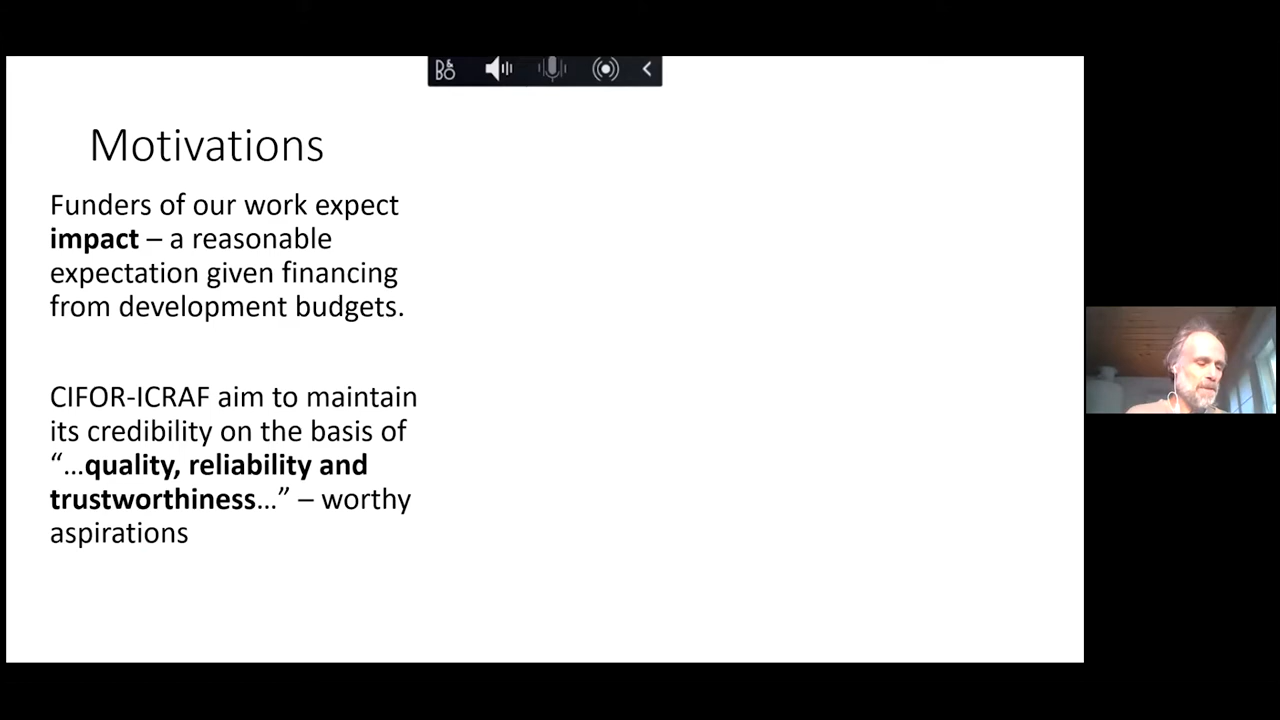 B&O
Motivations
Funders of our work expect
impact – a reasonable
expectation given financing
from development budgets.
CIFOR-ICRAF aim to maintain
its credibility on the basis of
“…quality, reliability and
trustworthiness…” – worthy
aspirations